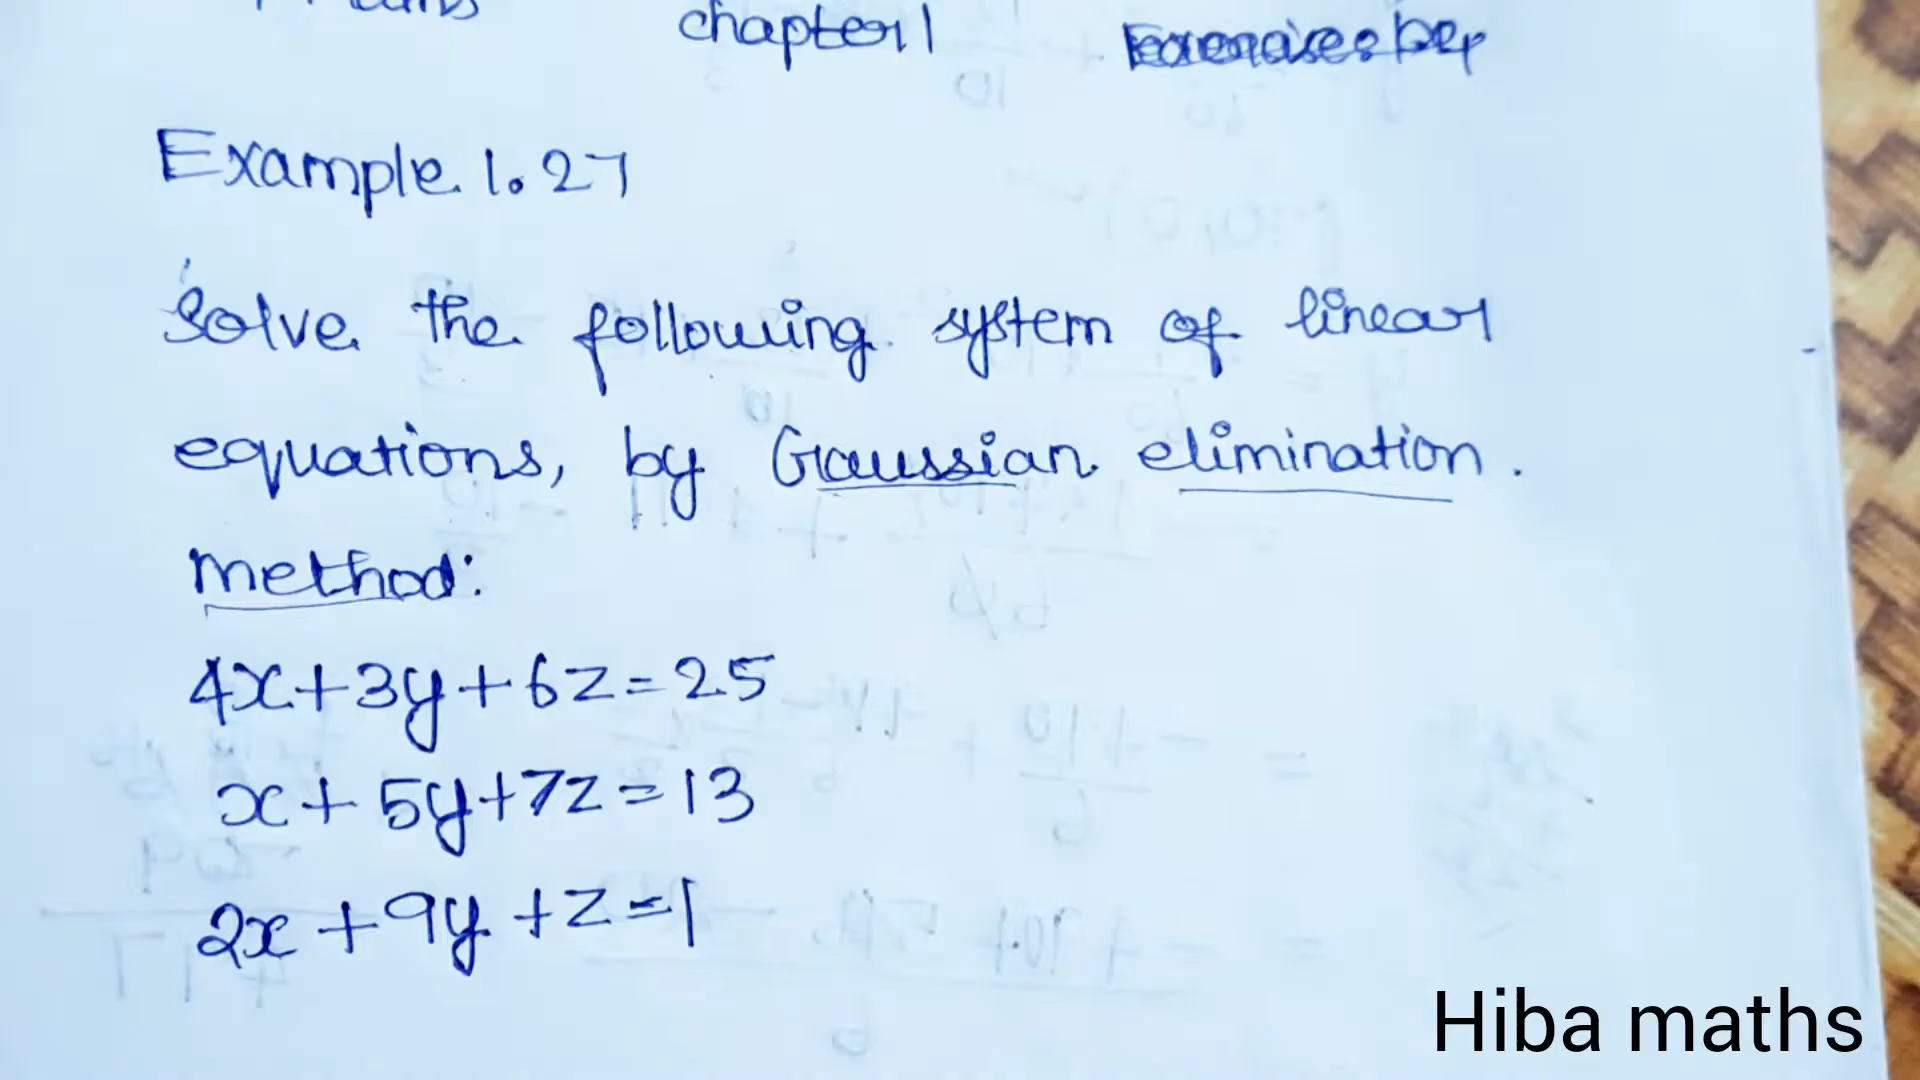 chapter 1
Example 1.27
Solve the following system of linear
equations, by Gaussian elimination.
method:
4x+3y+6z=25
x+5y+7z=13
2x+9y+z=1
Hiba maths